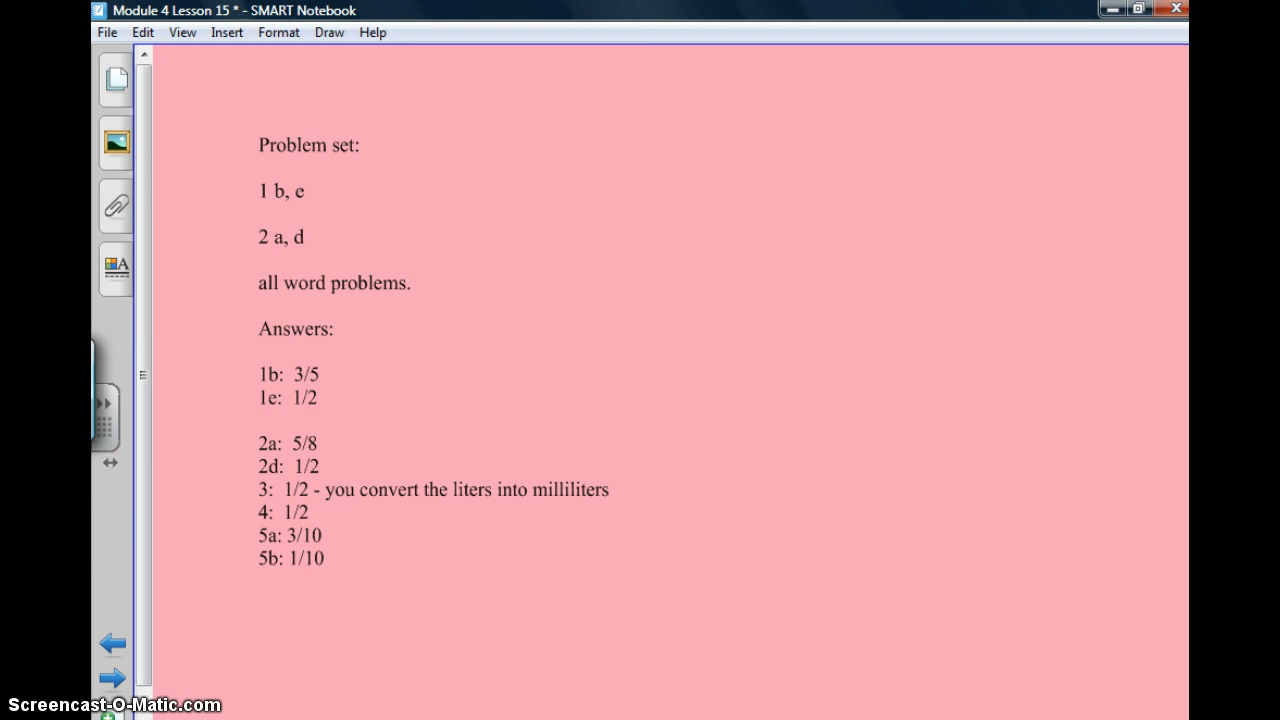 Module 4 Lesson 15 * - SMART Notebook
File Edit View Insert Format Draw Help
Problem set:
1 b, e
2 a, d
all word problems.
Answers:
1b: 3/5
1e: 1/2
2a: 5/8
2d: 1/2
3: 1/2 - you convert the liters into milliliters
4: 1/2
5a: 3/10
5b: 1/10
Screencast-O-Matic.com